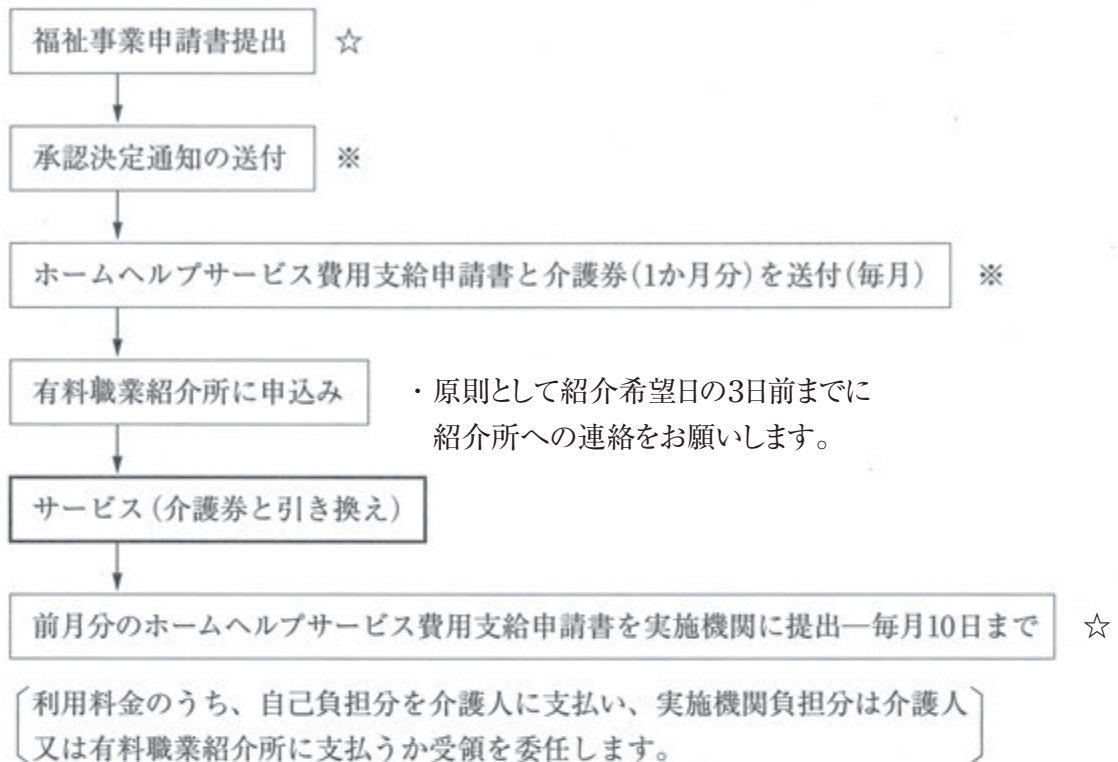 福祉事業申請書提出 ☆
承認決定通知の送付 ※
ホームヘルプサービス費用支給申請書と介護券(1か月分)を送付(毎月) ※
有料職業紹介所に申込み
・原則として紹介希望日の3日前までに
紹介所への連絡をお願いします。
サービス(介護券と引き換え)
前月分のホームヘルプサービス費用支給申請書を実施機関に提出―毎月10日まで ☆
利用料金のうち、自己負担分を介護人に支払い、実施機関負担分は介護人
又は有料職業紹介所に支払うか受領を委任します。